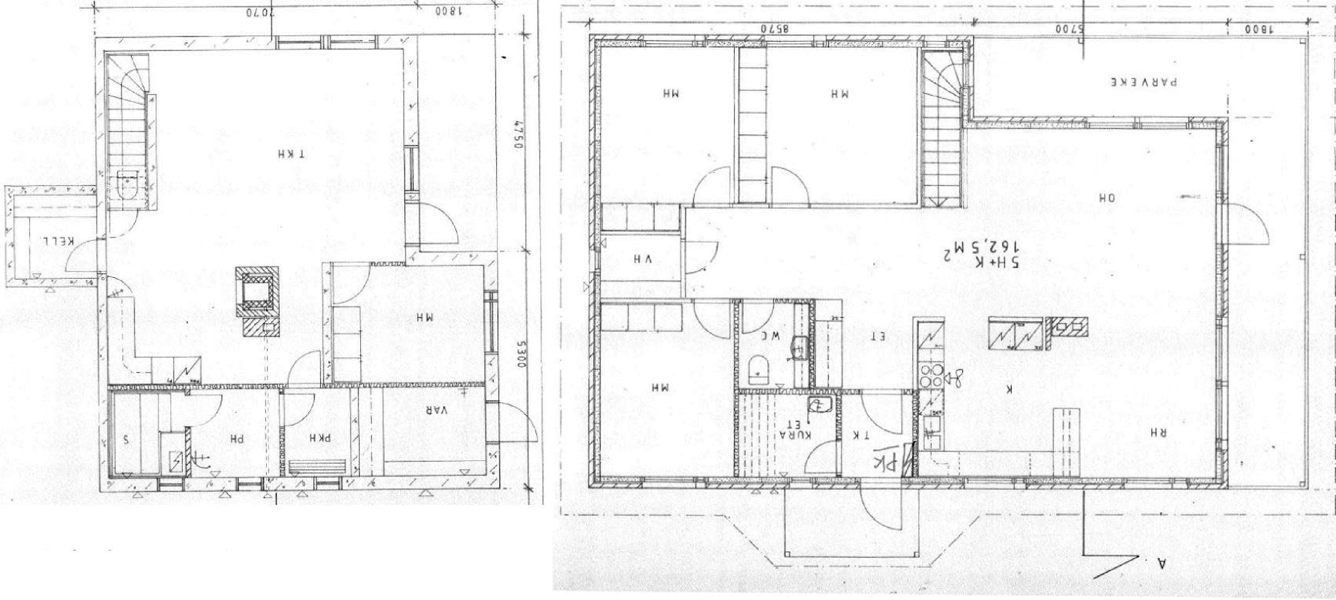 7070
1800
4750
TKH
KELL
MH
5300
S
PH
PKH
VAR
8570
5700
1800
MH
MH
PARVEKE
OH
5H+K
162,5 M²
VH
WC
ET
MH
K
RH
KURA
ET
TK
PK
A